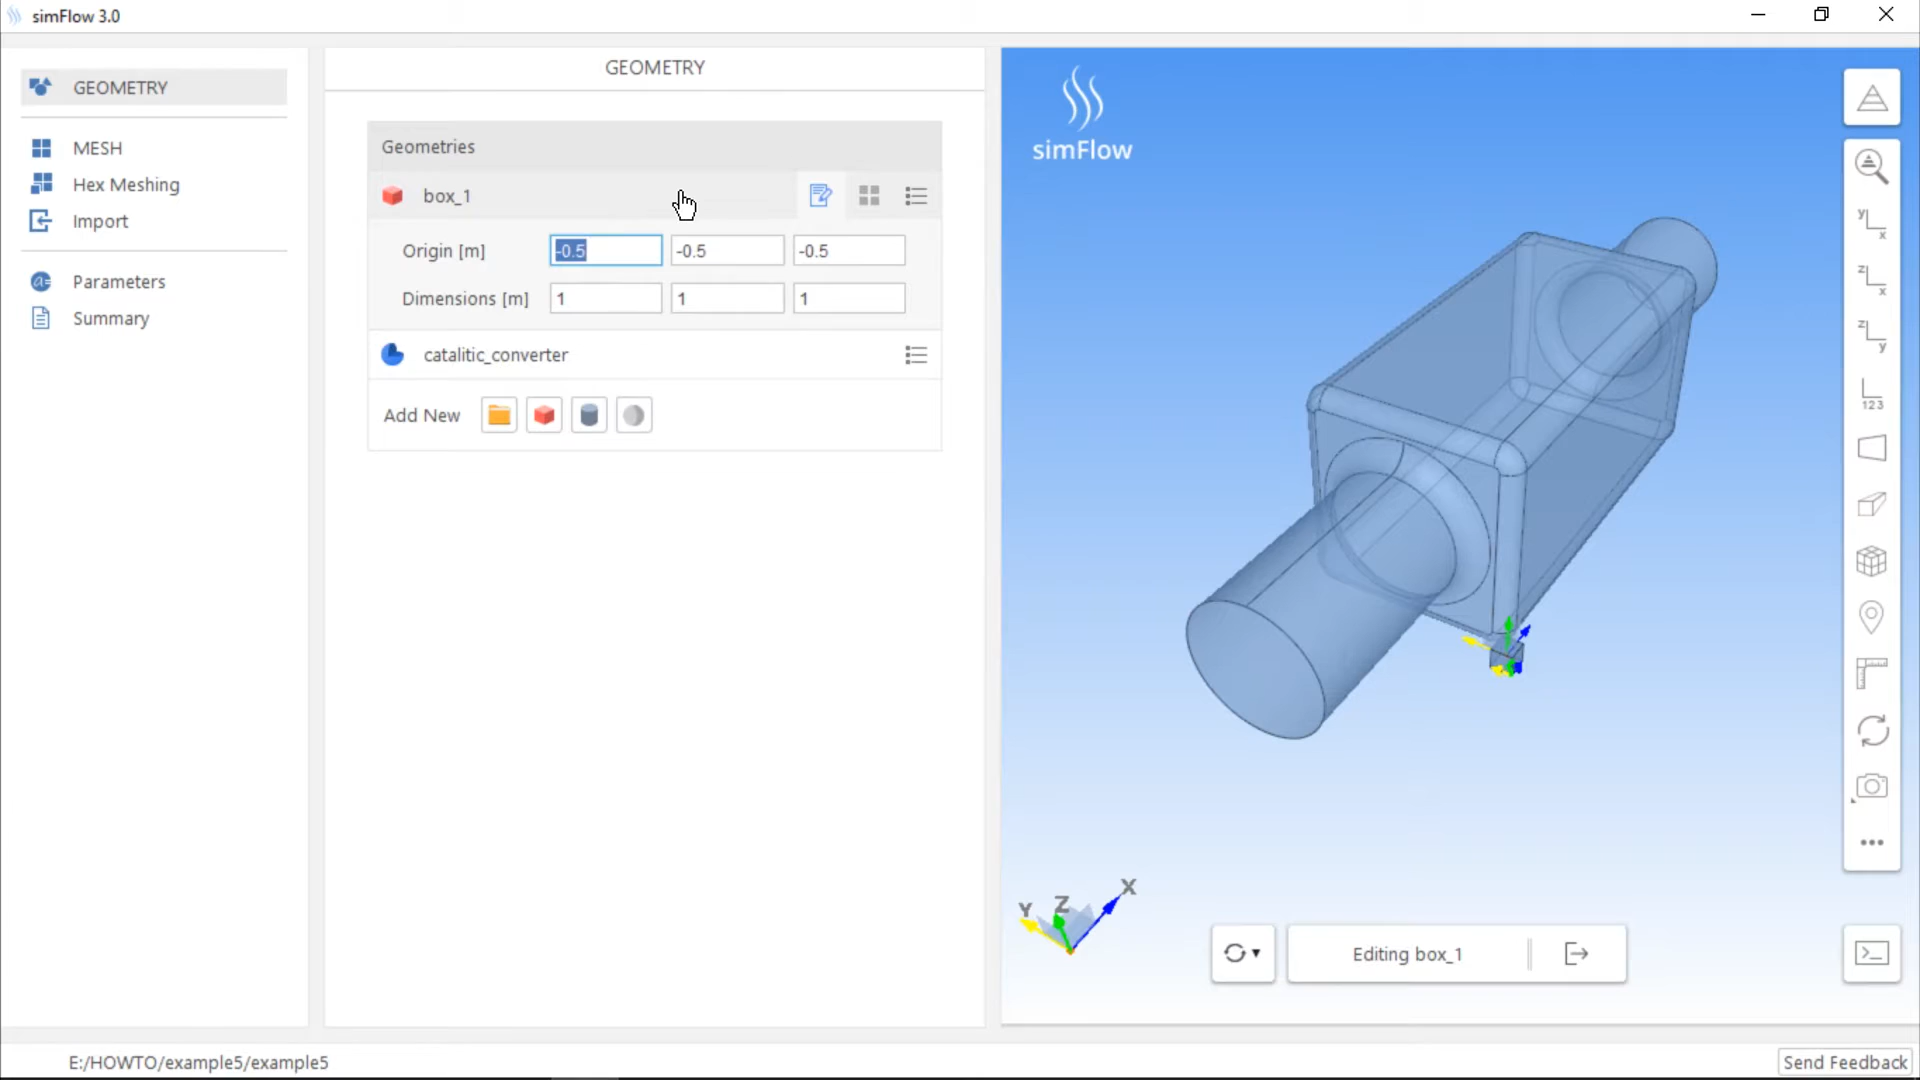 simFlow 3.0
GEOMETRY
MESH
Hex Meshing
Import
Parameters
Summary
GEOMETRY
Geometries
box_1
Origin [m] -0.5 -0.5 -0.5
Dimensions [m] 1 1 1
catalitic_converter
Add New
simFlow
y x
z x
z y
123
Y Z X
Editing box_1
E:/HOWTO/example5/example5
Send Feedback